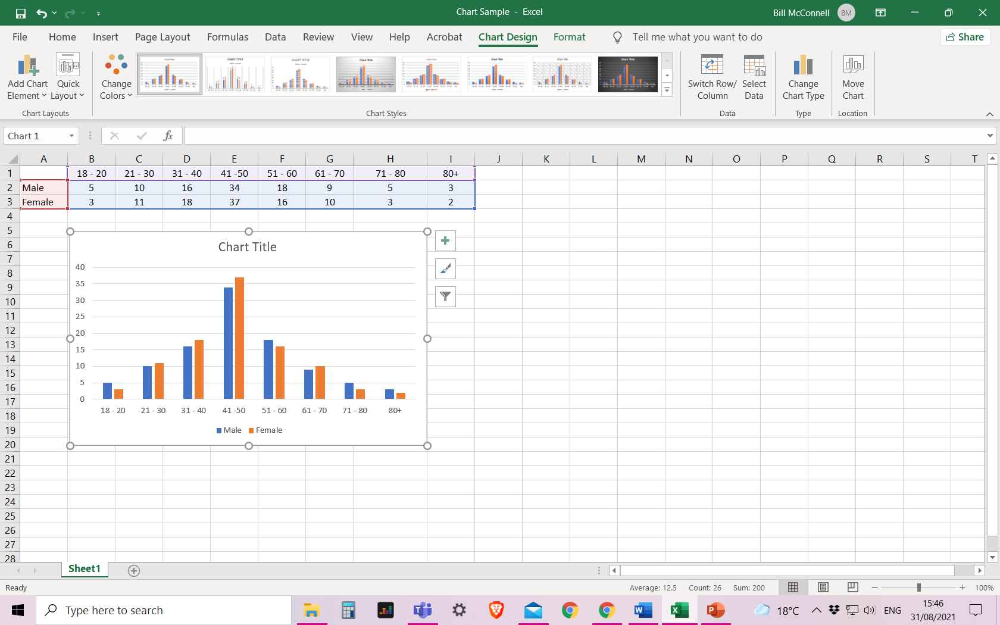 Chart Sample - Excel
Bill McConnell BM
File Home Insert Page Layout Formulas Data Review View Help Acrobat Chart Design Format Tell me what you want to do Share
Add Chart Element Quick Layout Change Colors Switch Row/ Column Select Data Change Chart Type Move Chart
Chart Layouts Chart Styles Data Type Location
Chart 1 fx
A B C D E F G H I J K L M N O P Q R S T
1 18 - 20 21 - 30 31 - 40 41 -50 51 - 60 61 - 70 71 - 80 80+
2 Male 5 10 16 34 18 9 5 3
3 Female 3 11 18 37 16 10 3 2
4
5
6
7
8
9
10
11
12
13
14
15
16
17
18
19
20
21
22
23
24
25
26
27
28
Chart Title
40
35
30
25
20
15
10
5
0
18 - 20 21 - 30 31 - 40 41 -50 51 - 60 61 - 70 71 - 80 80+
Male Female
Sheet1
Ready Average: 12.5 Count: 26 Sum: 200 100%
Type here to search 18°C ENG 15:46
31/08/2021